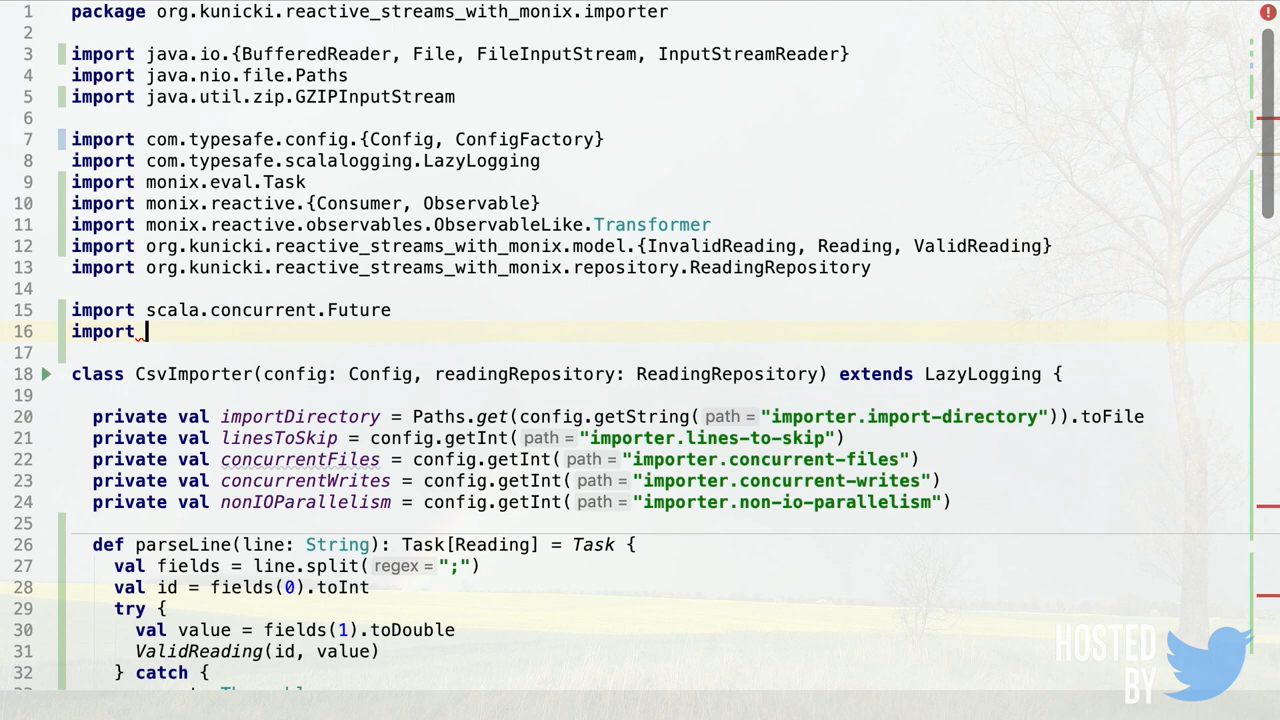 1 package org.kunicki.reactive_streams_with_monix.importer
2
3 import java.io.{BufferedReader, File, FileInputStream, InputStreamReader}
4 import java.nio.file.Paths
5 import java.util.zip.GZIPInputStream
6
7 import com.typesafe.config.{Config, ConfigFactory}
8 import com.typesafe.scalalogging.LazyLogging
9 import monix.eval.Task
10 import monix.reactive.{Consumer, Observable}
11 import monix.reactive.observables.ObservableLike.Transformer
12 import org.kunicki.reactive_streams_with_monix.model.{InvalidReading, Reading, ValidReading}
13 import org.kunicki.reactive_streams_with_monix.repository.ReadingRepository
14
15 import scala.concurrent.Future
16 import
17
18 class CsvImporter(config: Config, readingRepository: ReadingRepository) extends LazyLogging {
19
20 private val importDirectory = Paths.get(config.getString( path = "importer.import-directory")).toFile
21 private val linesToSkip = config.getInt( path = "importer.lines-to-skip")
22 private val concurrentFiles = config.getInt( path = "importer.concurrent-files")
23 private val concurrentWrites = config.getInt( path = "importer.concurrent-writes")
24 private val nonIOParallelism = config.getInt( path = "importer.non-io-parallelism")
25
26 def parseLine(line: String): Task[Reading] = Task {
27 val fields = line.split( regex = ";")
28 val id = fields(0).toInt
29 try {
30 val value = fields(1).toDouble
31 ValidReading(id, value)
32 } catch {
HOSTED
BY